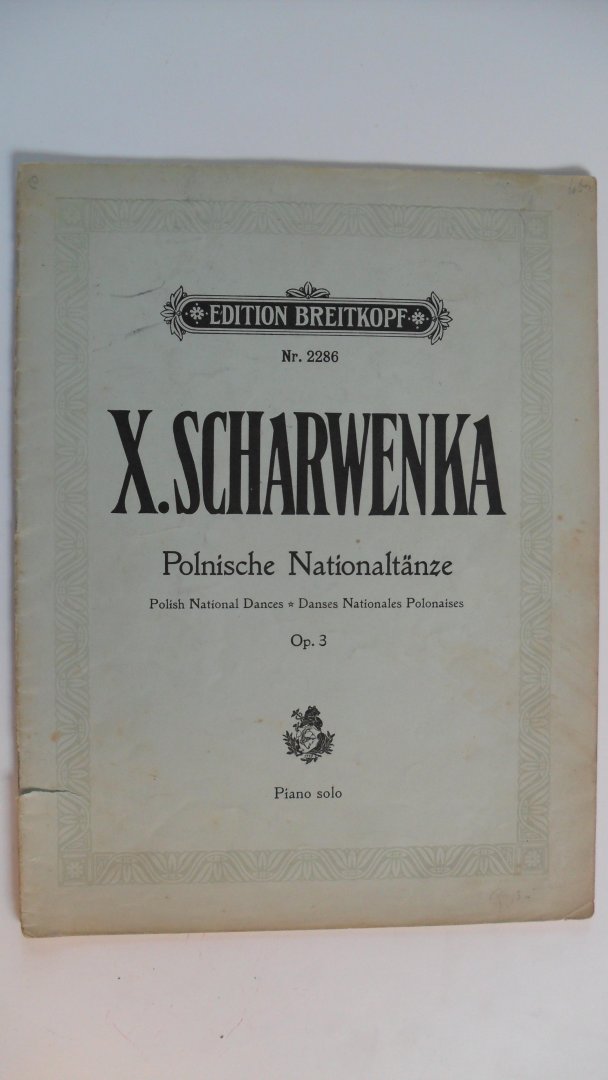 EDITION BREITKOPF
Nr. 2286
X. SCHARWENKA
Polnische Nationaltänze
Polish National Dances * Danses Nationales Polonaises
Op. 3
Piano solo